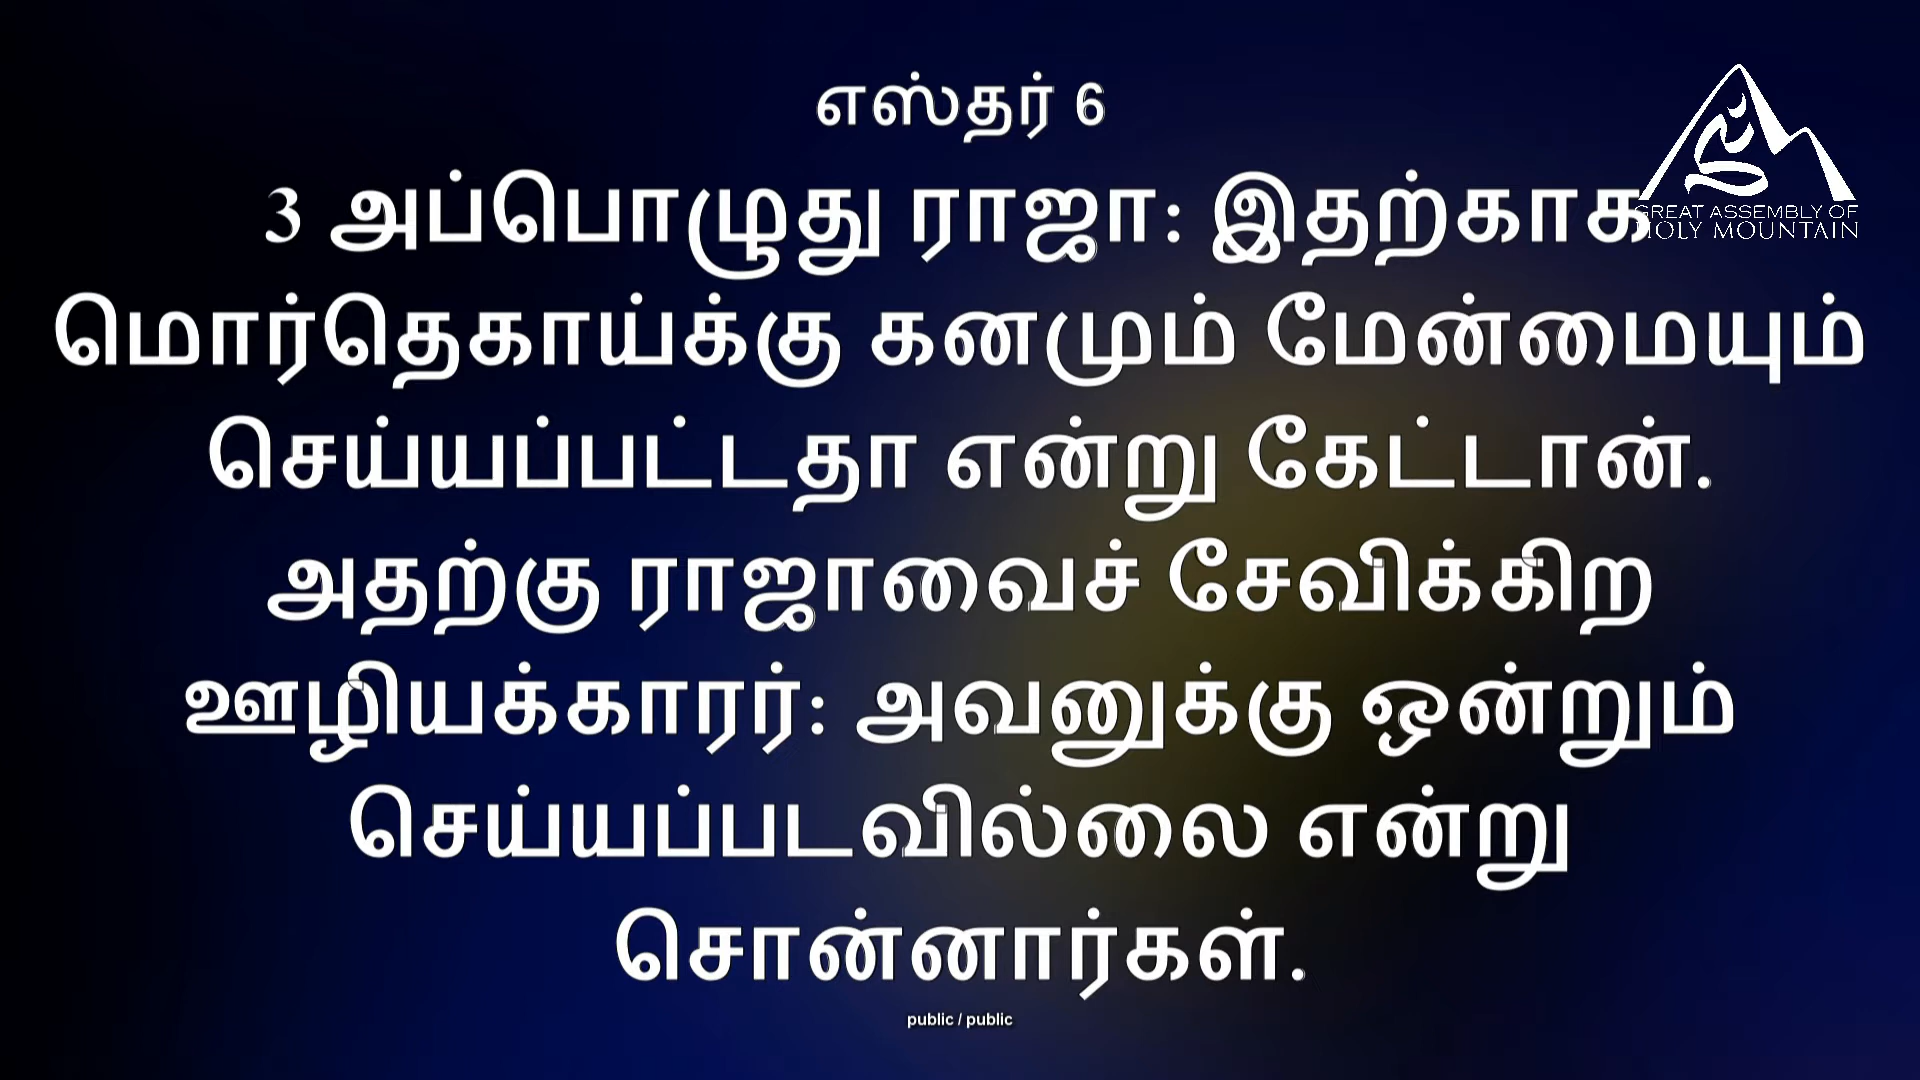 எஸ்தர் 6
3 அப்பொழுது ராஜா: இதற்காக
மொர்தெகாய்க்கு கனமும் மேன்மையும்
செய்யப்பட்டதா என்று கேட்டான்.
அதற்கு ராஜாவைச் சேவிக்கிற
ஊழியக்காரர்: அவனுக்கு ஒன்றும்
செய்யப்படவில்லை என்று
சொன்னார்கள்.
public / public
GREAT ASSEMBLY OF
HOLY MOUNTAIN